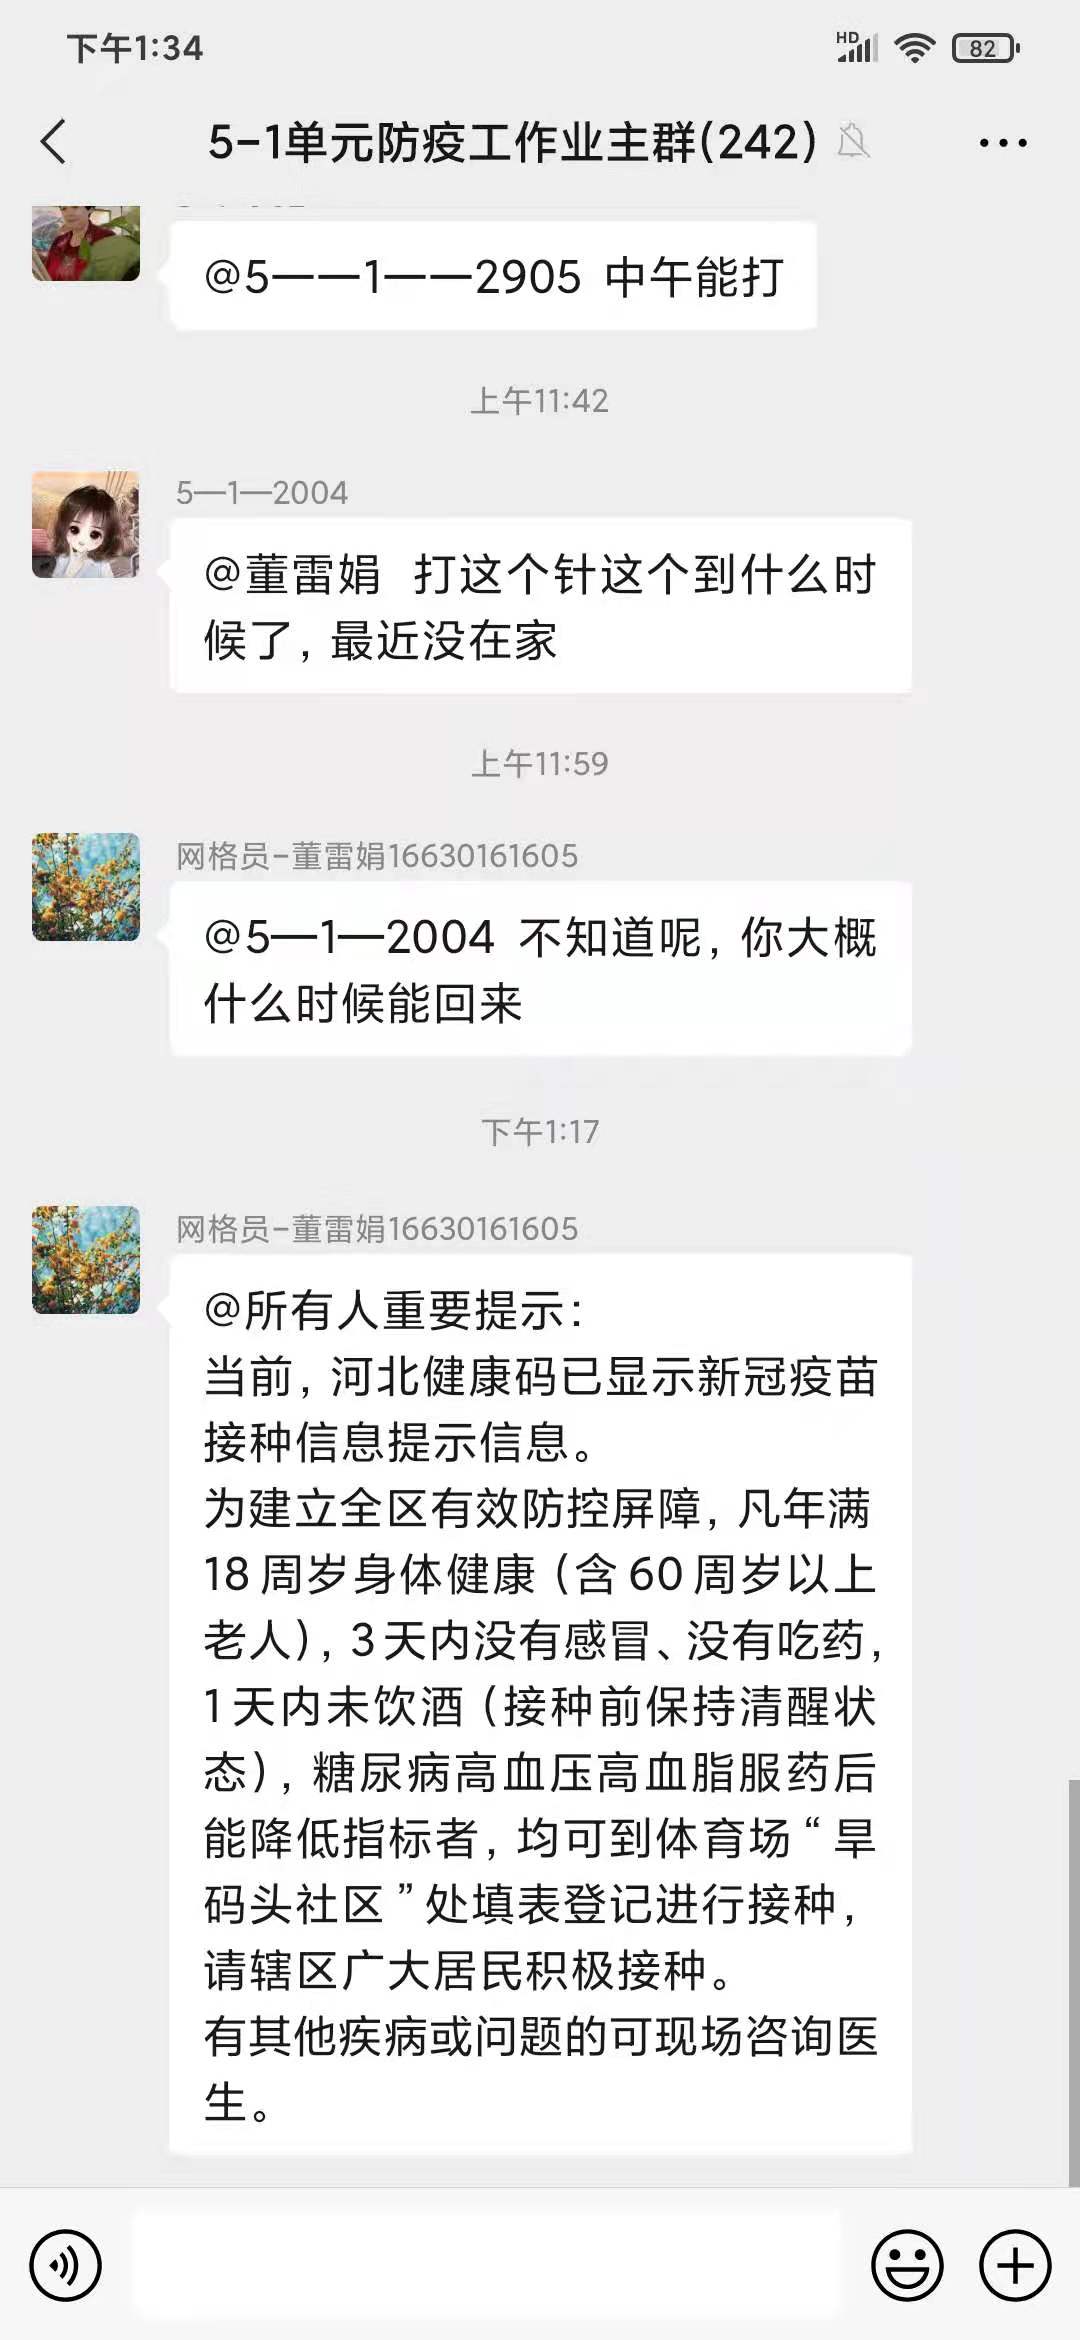 下午1:34
HD
82
5-1单元防疫工作业主群(242)
@5——1——2905 中午能打
上午11:42
5—1—2004
@董雷娟 打这个针这个到什么时
候了，最近没在家
上午11:59
网格员-董雷娟16630161605
@5—1—2004 不知道呢，你大概
什么时候能回来
下午1:17
网格员-董雷娟16630161605
@所有人重要提示：
当前，河北健康码已显示新冠疫苗
接种信息提示信息。
为建立全区有效防控屏障，凡年满
18周岁身体健康（含60周岁以上
老人），3天内没有感冒、没有吃药，
1天内未饮酒（接种前保持清醒状
态），糖尿病高血压高血脂服药后
能降低指标者，均可到体育场“旱
码头社区”处填表登记进行接种，
请辖区广大居民积极接种。
有其他疾病或问题的可现场咨询医
生。